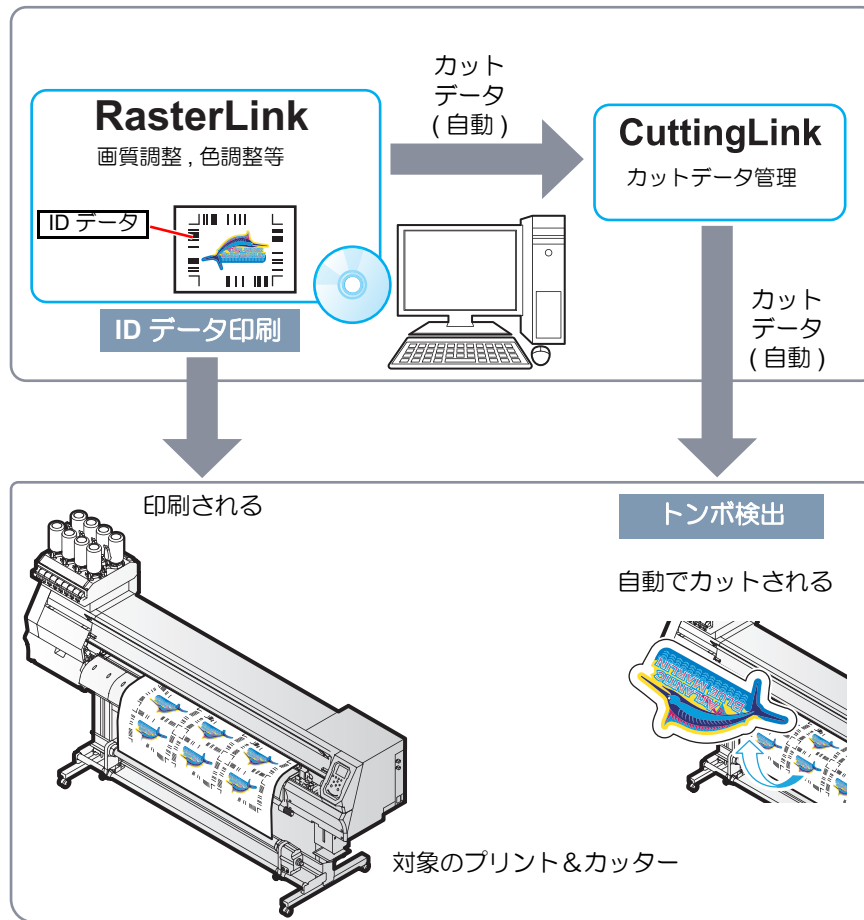 RasterLink
画質調整 , 色調整等
ID データ
ID データ印刷
カット
データ
( 自動 )
CuttingLink
カットデータ管理
カット
データ
( 自動 )
印刷される
トンボ検出
自動でカットされる
対象のプリント＆カッター